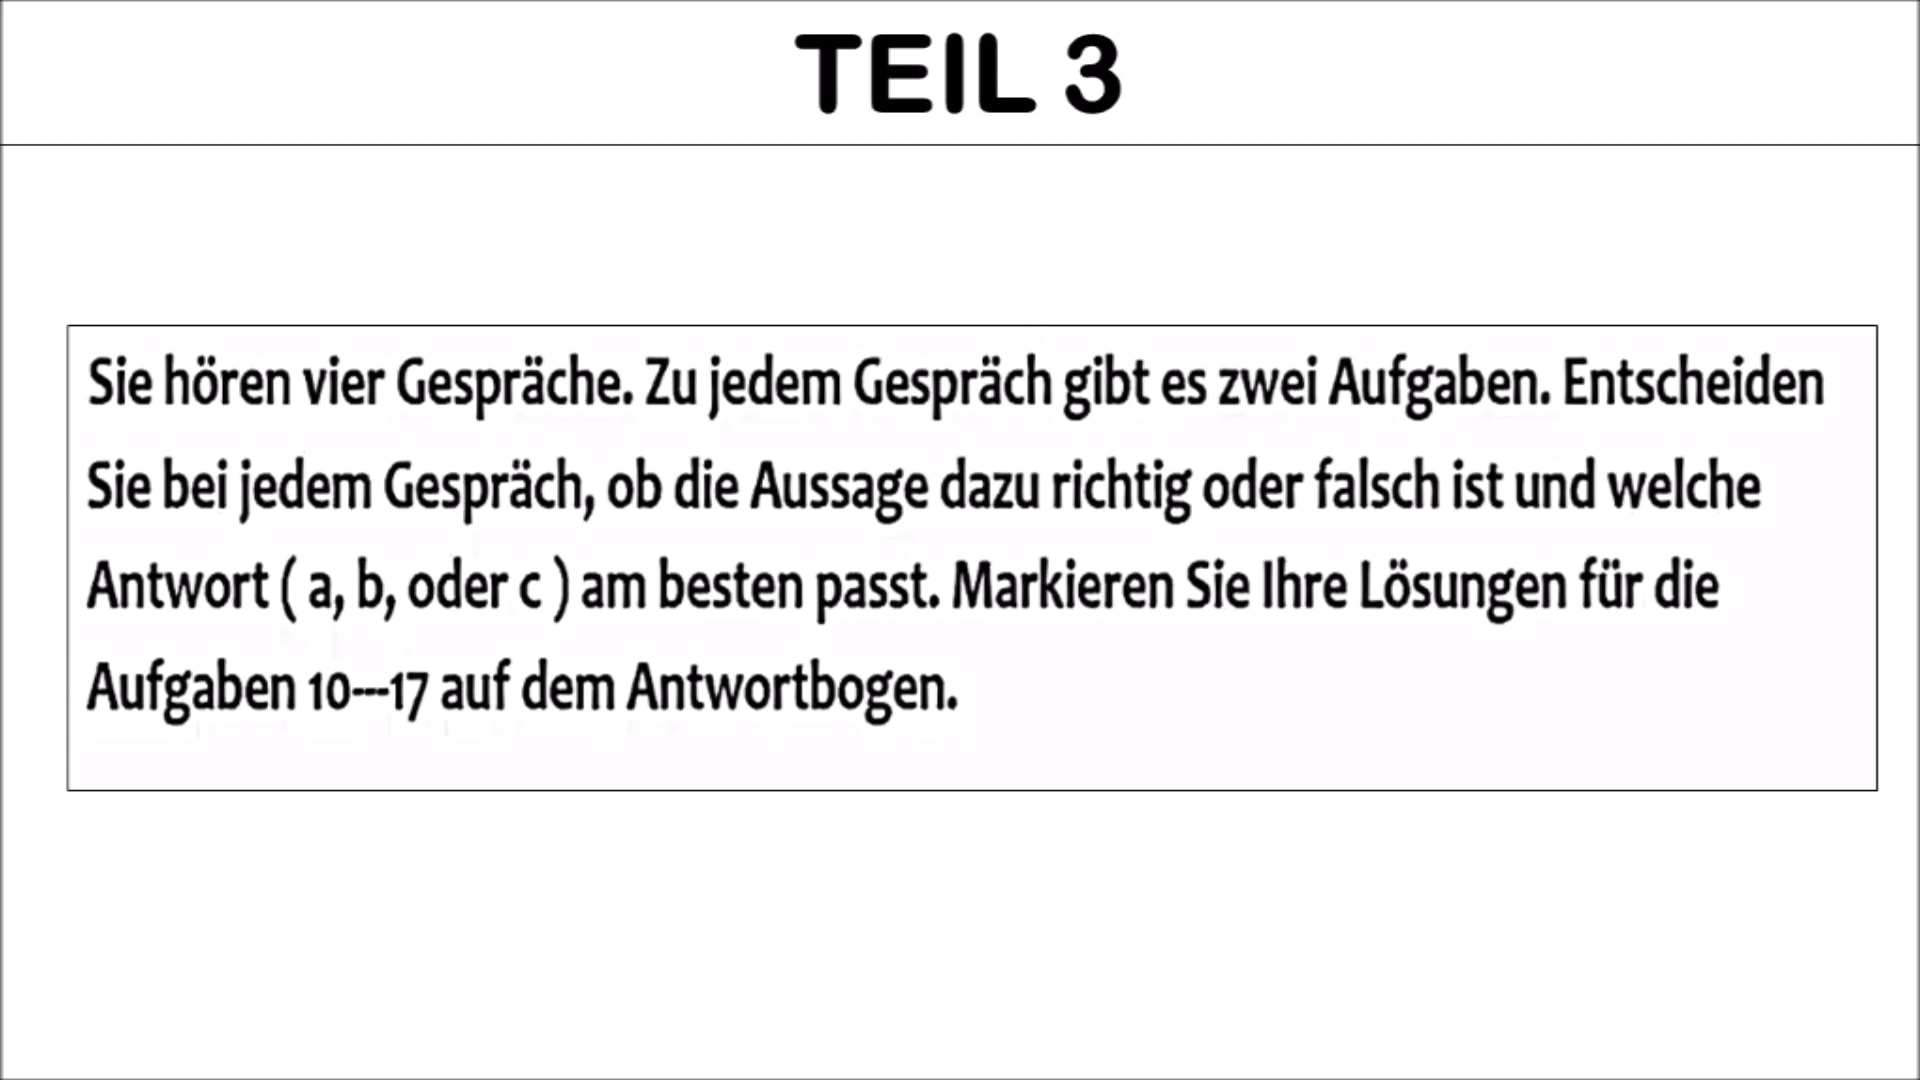 TEIL 3
Sie hören vier Gespräche. Zu jedem Gespräch gibt es zwei Aufgaben. Entscheiden
Sie bei jedem Gespräch, ob die Aussage dazu richtig oder falsch ist und welche
Antwort ( a, b, oder c ) am besten passt. Markieren Sie Ihre Lösungen für die
Aufgaben 10---17 auf dem Antwortbogen.